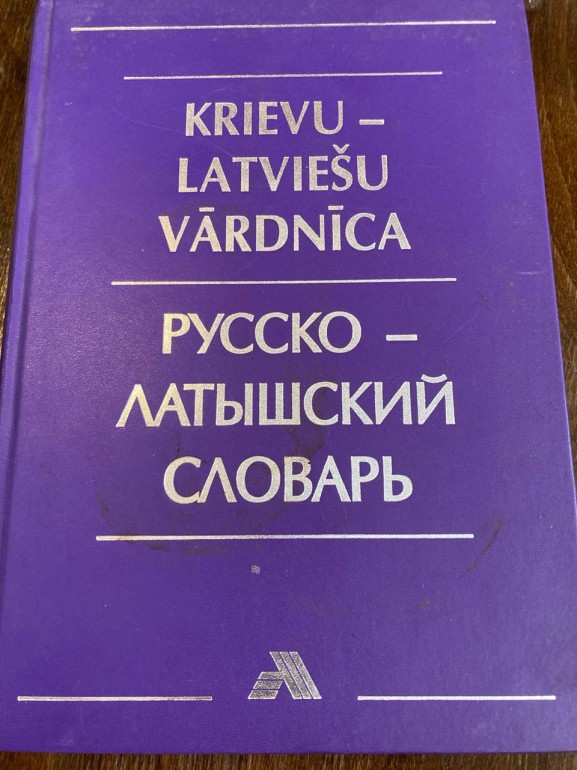 KRIEVU –
LATVIEŠU
VĀRDNĪCA
РУССКО –
ЛАТЫШСКИЙ
СЛОВАРЬ